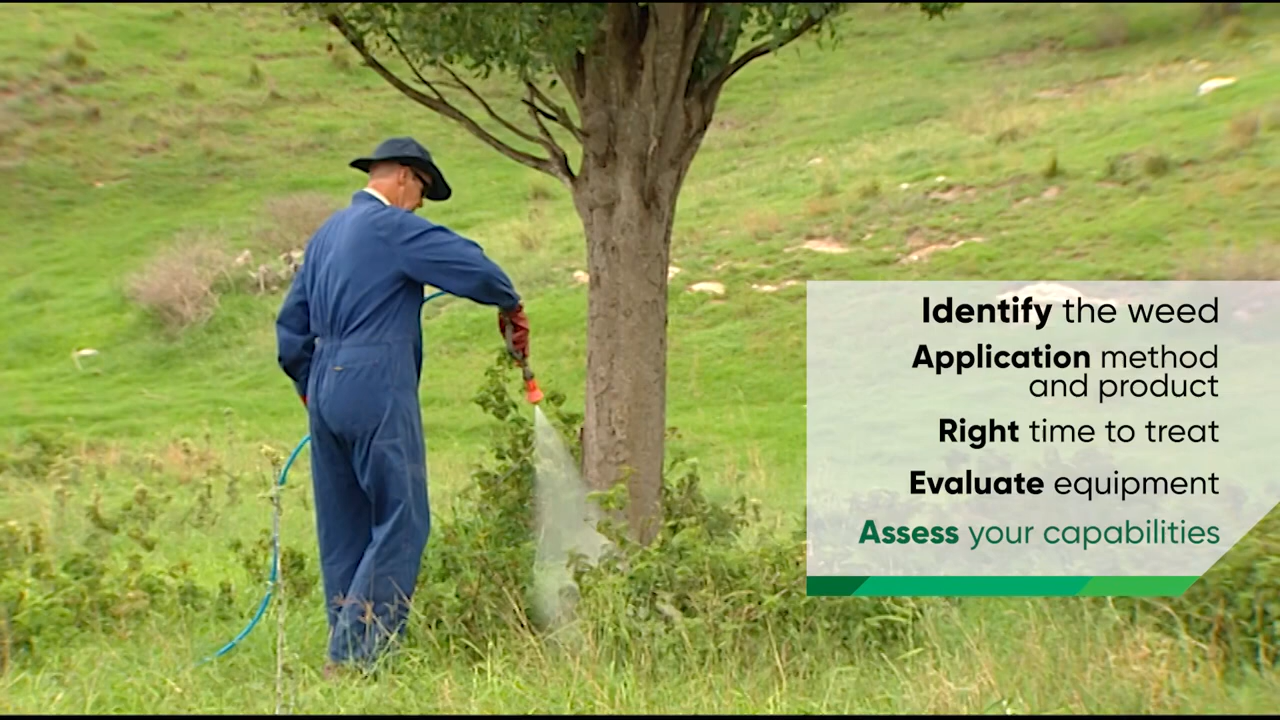 Identify the weed
Application method
and product
Right time to treat
Evaluate equipment
Assess your capabilities